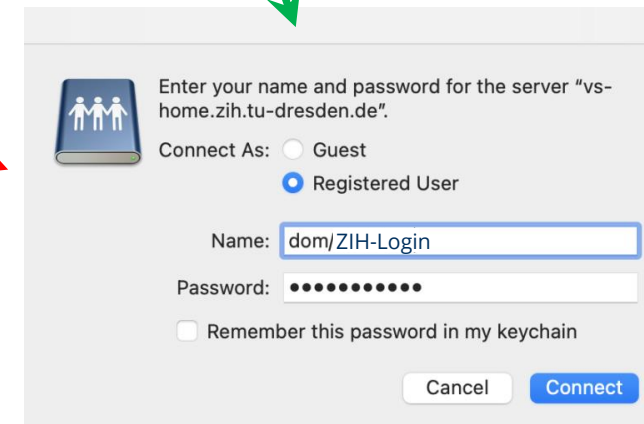 Enter your name and password for the server “vs-
home.zih.tu-dresden.de”.
Connect As: Guest
Registered User
Name: dom/ZIH-Login
Password: •••••••••••
Remember this password in my keychain
Cancel Connect